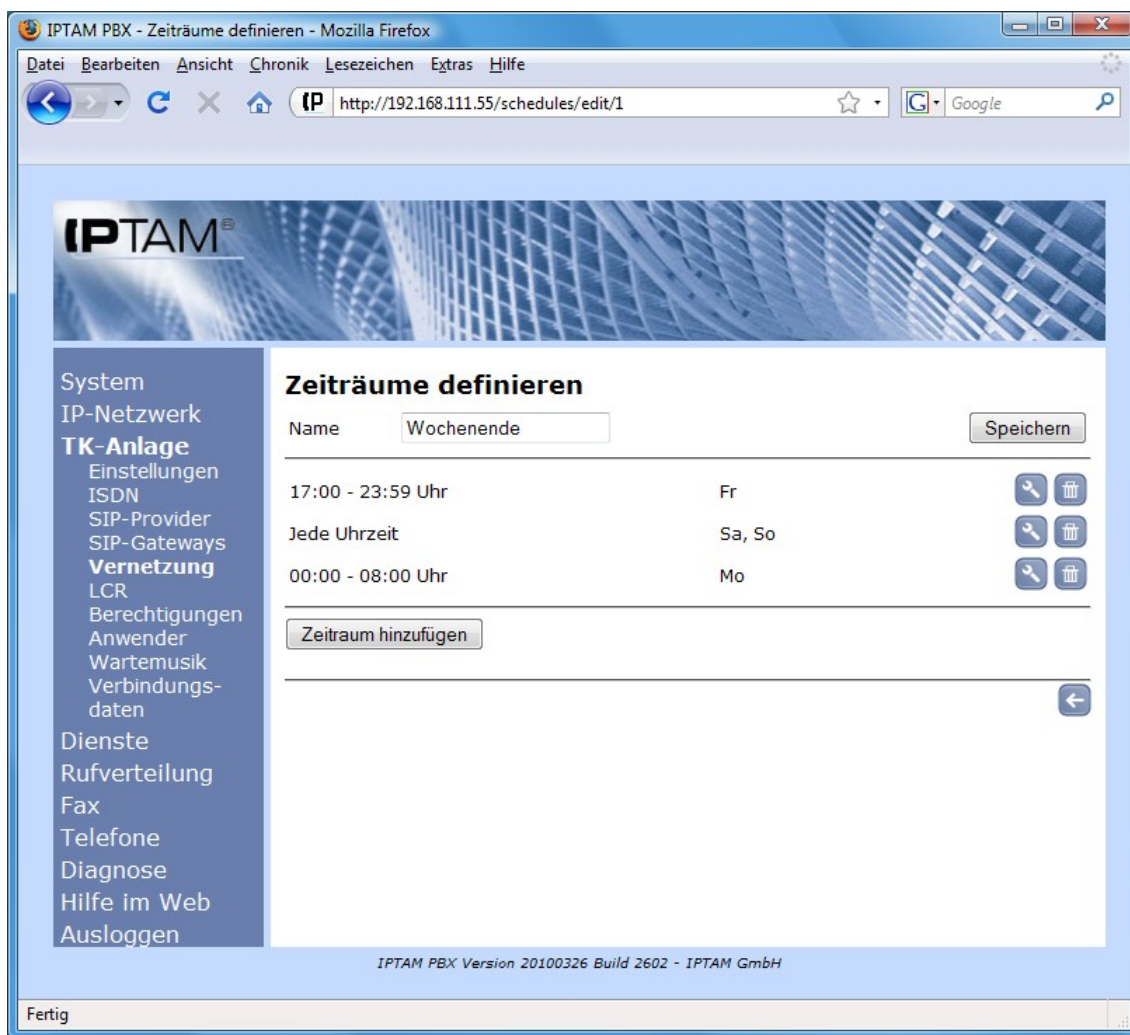 IPTAM PBX - Zeiträume definieren - Mozilla Firefox
Datei Bearbeiten Ansicht Chronik Lesezeichen Extras Hilfe
(IP http://192.168.111.55/schedules/edit/1 G Google
IPTAM®
System
IP-Netzwerk
TK-Anlage
Einstellungen
ISDN
SIP-Provider
SIP-Gateways
Vernetzung
LCR
Berechtigungen
Anwender
Wartemusik
Verbindungs-
daten
Dienste
Rufverteilung
Fax
Telefone
Diagnose
Hilfe im Web
Ausloggen
Zeiträume definieren
Name Wochenende Speichern
17:00 - 23:59 Uhr Fr
Jede Uhrzeit Sa, So
00:00 - 08:00 Uhr Mo
Zeitraum hinzufügen
IPTAM PBX Version 20100326 Build 2602 - IPTAM GmbH
Fertig